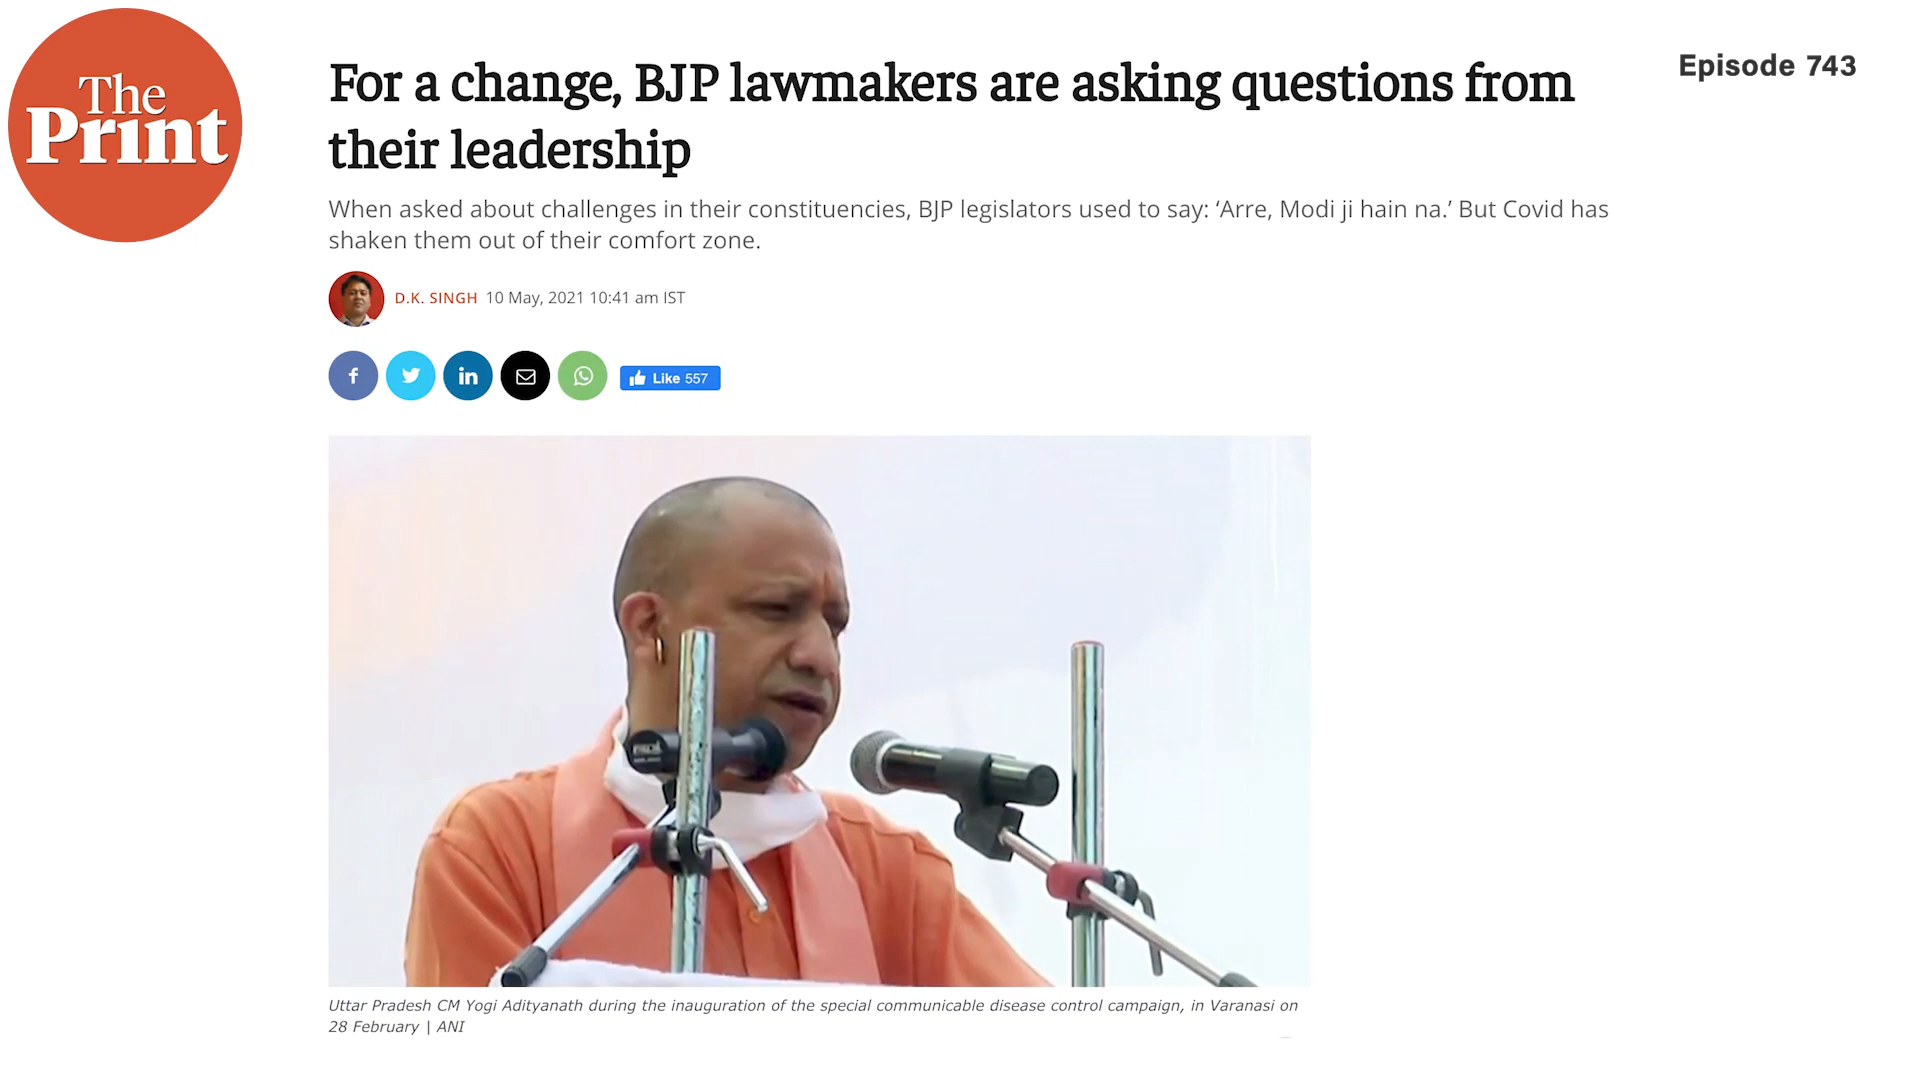 The
Print
Episode 743
For a change, BJP lawmakers are asking questions from
their leadership
When asked about challenges in their constituencies, BJP legislators used to say: ‘Arre, Modi ji hain na.’ But Covid has
shaken them out of their comfort zone.
D.K. SINGH 10 May, 2021 10:41 am IST
Like 557
Uttar Pradesh CM Yogi Adityanath during the inauguration of the special communicable disease control campaign, in Varanasi on
28 February | ANI